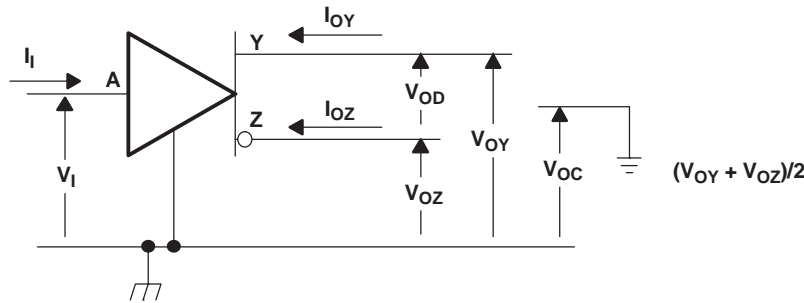 I_OY
I_I
A
Y
V_OD
I_OZ
Z
V_OY
V_I
V_OZ
V_OC
(V_OY + V_OZ)/2